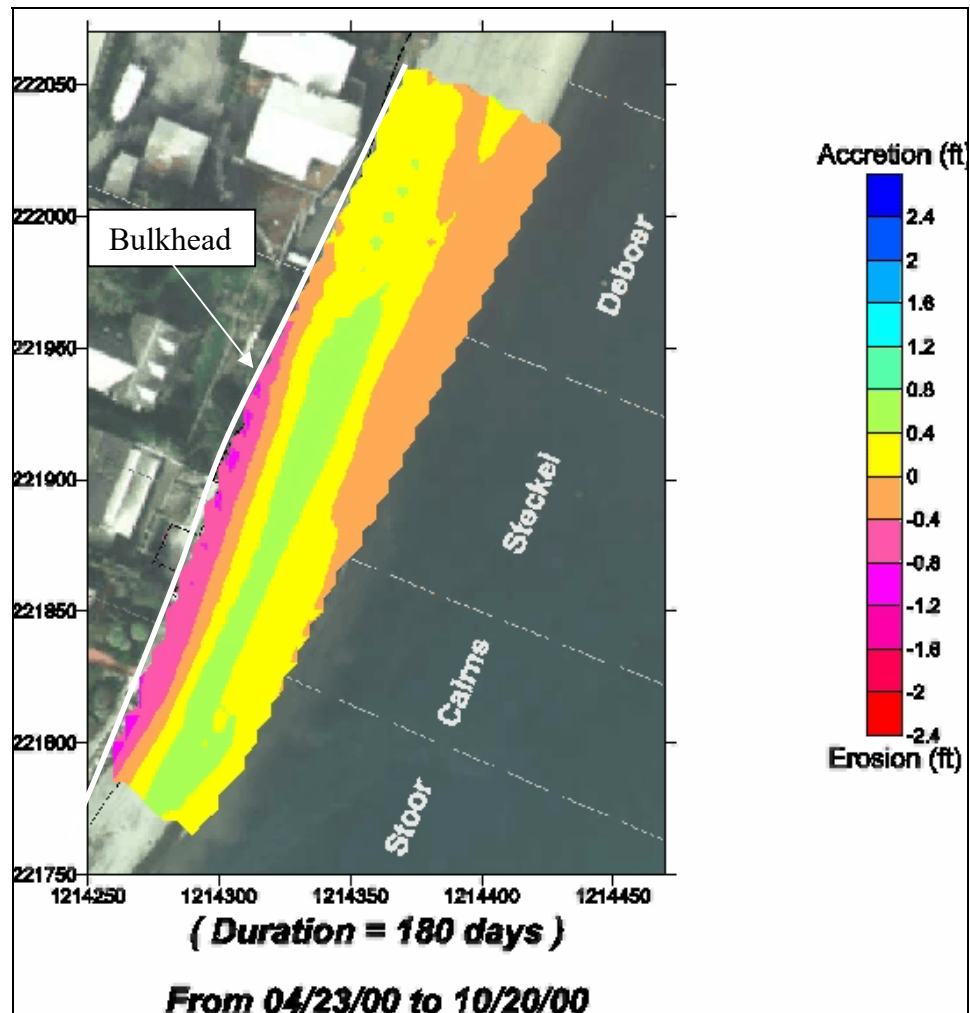 222050
222000
221950
221900
221850
221800
221750
1214250
1214300
1214350
1214400
1214450
Bulkhead
Deboer
Steckel
Calms
Stoor
Accretion (ft)
2.4
2
1.6
1.2
0.8
0.4
0
-0.4
-0.8
-1.2
-1.6
-2
-2.4
Erosion (ft)
( Duration = 180 days )
From 04/23/00 to 10/20/00